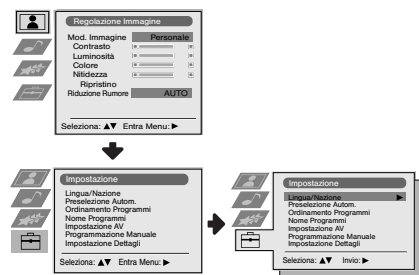 Regolazione Immagine
Mod. Immagine Personale
Contrasto
Luminosità
Colore
Nitidezza
Ripristino
Riduzione Rumore AUTO
Seleziona: ▲▼ Entra Menu: ▶
Impostazione
Lingua/Nazione
Preselezione Autom.
Ordinamento Programmi
Nome Programmi
Impostazione AV
Programmazione Manuale
Impostazione Dettagli
Seleziona: ▲▼ Entra Menu: ▶
Impostazione
Lingua/Nazione ▶
Preselezione Autom.
Ordinamento Programmi
Nome Programmi
Impostazione AV
Programmazione Manuale
Impostazione Dettagli
Seleziona: ▲▼ Invio: ▶